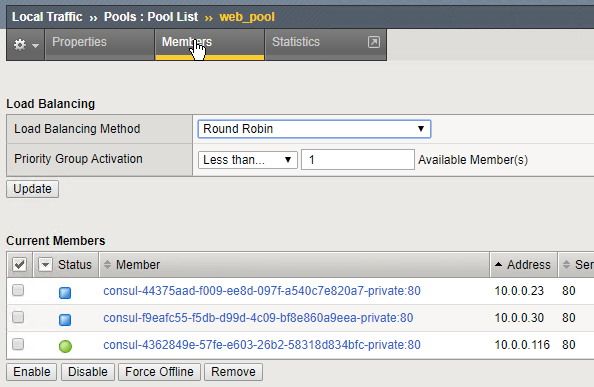 Local Traffic ›› Pools : Pool List ›› web_pool
Properties Members Statistics
Load Balancing
Load Balancing Method Round Robin
Priority Group Activation Less than... 1 Available Member(s)
Update
Current Members
Status Member Address Ser
consul-44375aad-f009-ee8d-097f-a540c7e820a7-private:80 10.0.0.23 80
consul-f9eafc55-f5db-d99d-4c09-bf8e860a9eea-private:80 10.0.0.30 80
consul-4362849e-57fe-e603-26b2-58318d834bfc-private:80 10.0.0.116 80
Enable Disable Force Offline Remove